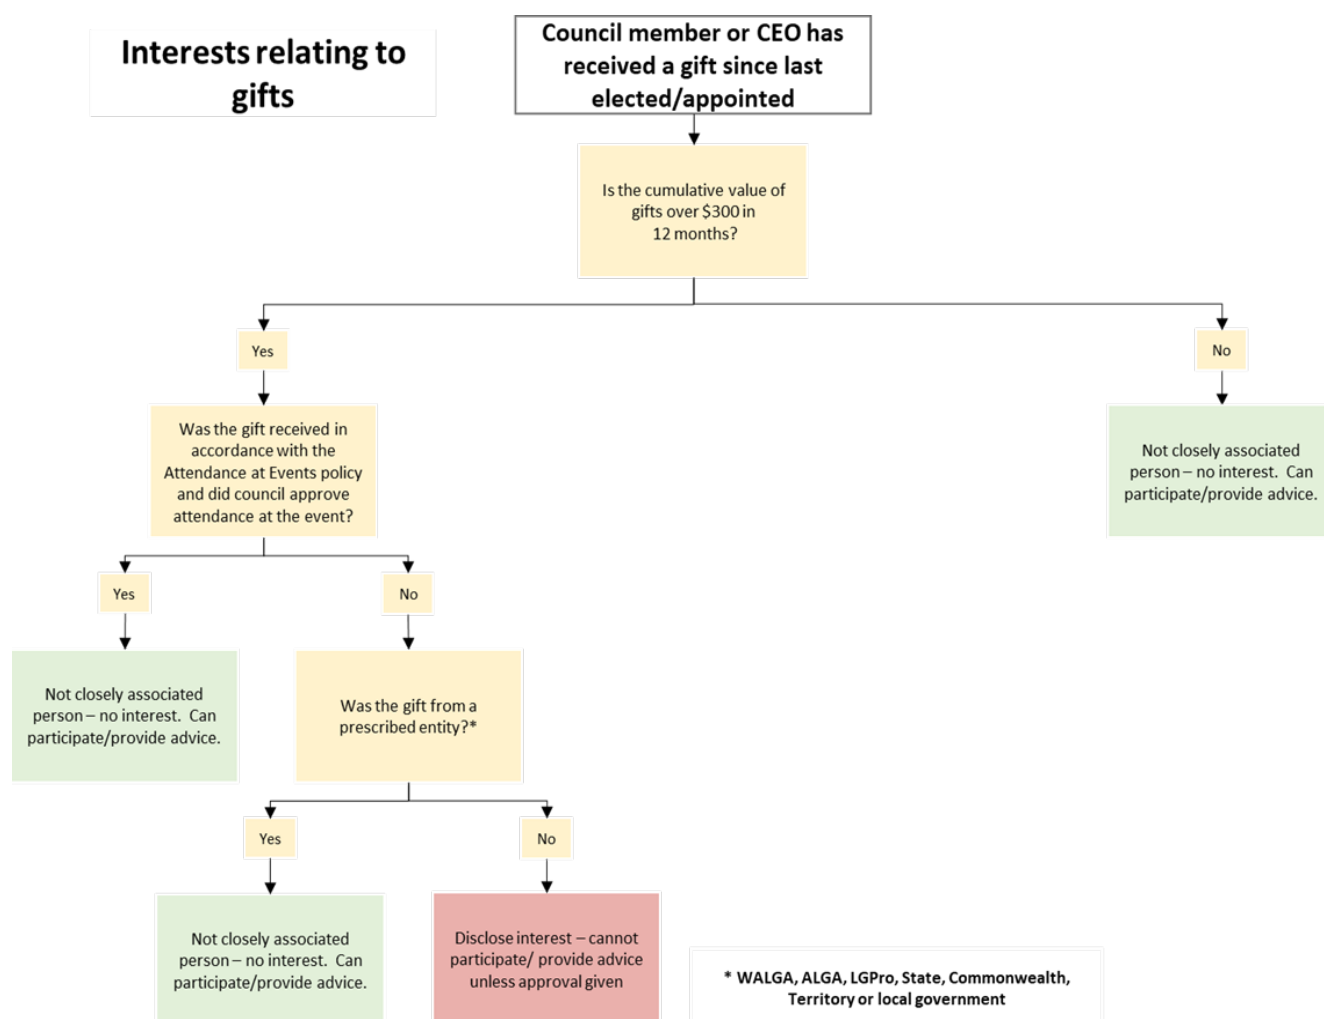 Interests relating to
gifts
Council member or CEO has
received a gift since last
elected/appointed
Is the cumulative value of
gifts over $300 in
12 months?
Yes
No
Was the gift received in
accordance with the
Attendance at Events policy
and did council approve
attendance at the event?
Not closely associated
person – no interest.  Can
participate/provide advice.
Yes
No
Not closely associated
person – no interest.  Can
participate/provide advice.
Was the gift from a
prescribed entity?*
Yes
No
Not closely associated
person – no interest.  Can
participate/provide advice.
Disclose interest – cannot
participate/ provide advice
unless approval given
* WALGA, ALGA, LGPro, State, Commonwealth,
Territory or local government